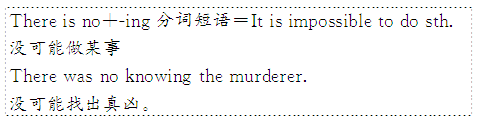 There is no＋-ing 分词短语＝It is impossible to do sth.
没可能做某事
There was no knowing the murderer.
没可能找出真凶。